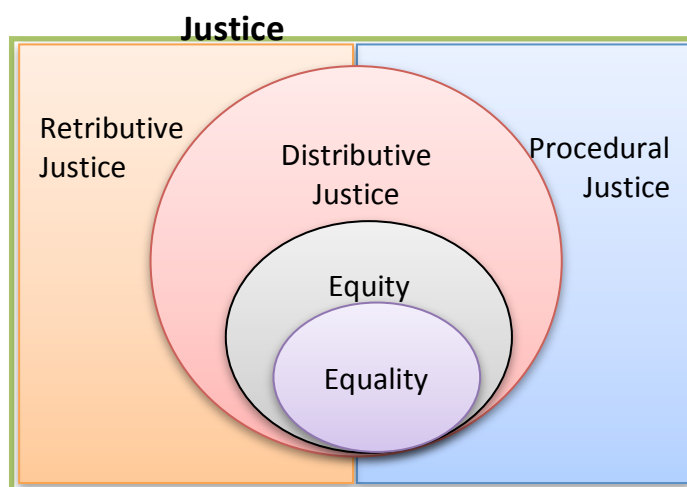 Justice
Retributive
Justice
Distributive
Justice
Procedural
Justice
Equity
Equality